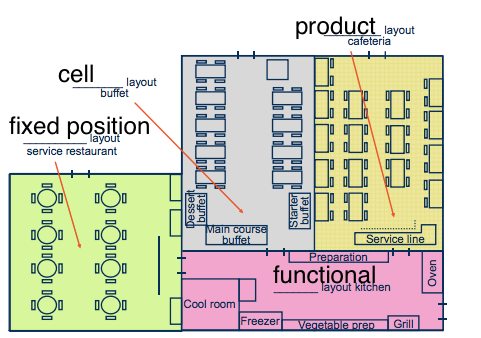 product layout
cafeteria
cell layout
buffet
fixed position layout
service restaurant
Dessert
buffet
Main course
buffet
Starter
buffet
Service line
Preparation
functional layout kitchen
Oven
Cool room
Freezer
Vegetable prep
Grill